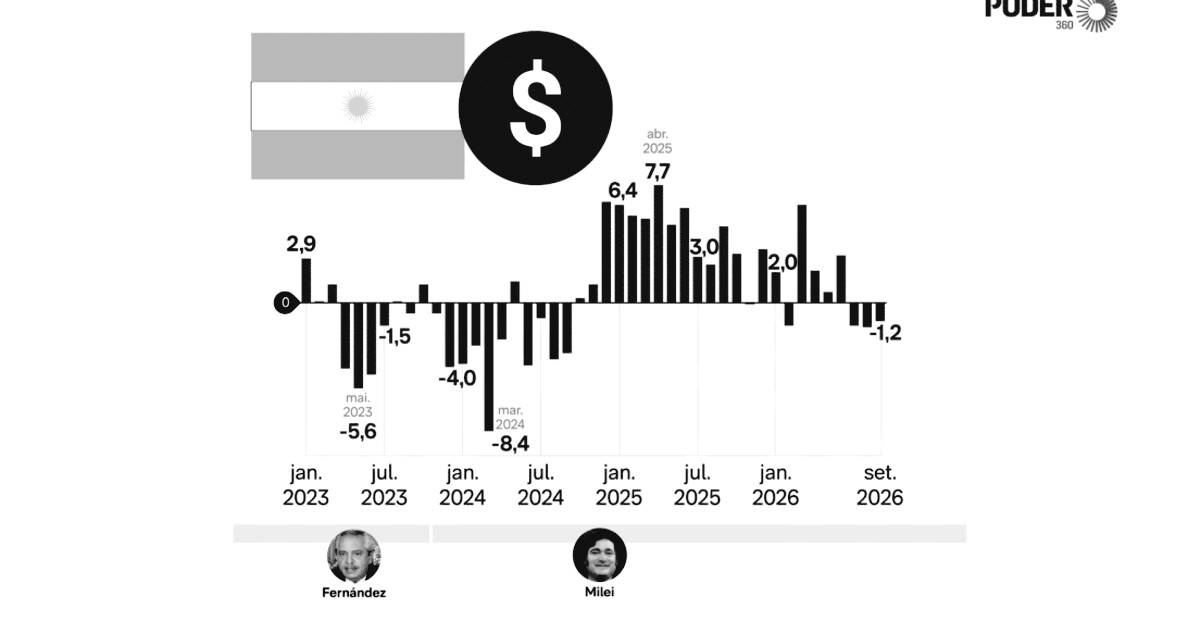 PODER
360
$
abr.
2025
7,7
6,4
2,9
3,0
2,0
0
-1,5
-1,2
-4,0
mai.
2023
-5,6
mar.
2024
-8,4
jan.
2023
jul.
2023
jan.
2024
jul.
2024
jan.
2025
jul.
2025
jan.
2026
set.
2026
Fernández
Milei